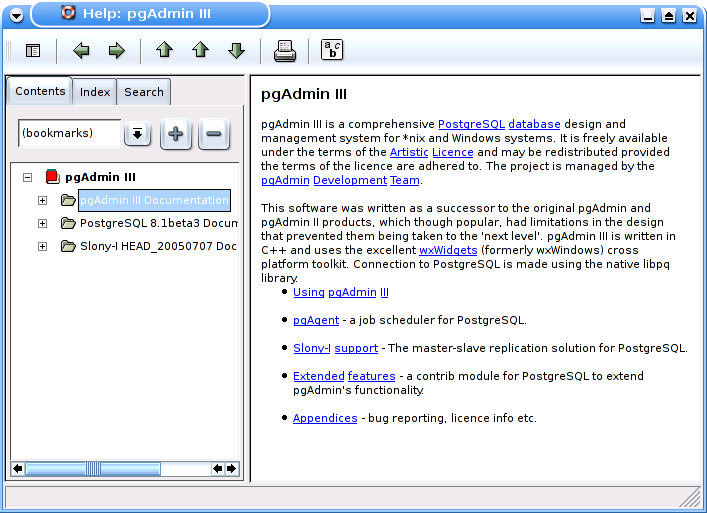 Help: pgAdmin III
a b c
Contents Index Search
(bookmarks)
pgAdmin III
pgAdmin III Documentation
PostgreSQL 8.1beta3 Docum
Slony-I HEAD_20050707 Doc
pgAdmin III
pgAdmin III is a comprehensive PostgreSQL database design and
management system for *nix and Windows systems. It is freely available
under the terms of the Artistic Licence and may be redistributed provided
the terms of the licence are adhered to. The project is managed by the
pgAdmin Development Team.
This software was written as a successor to the original pgAdmin and
pgAdmin II products, which though popular, had limitations in the design
that prevented them being taken to the 'next level'. pgAdmin III is written in
C++ and uses the excellent wxWidgets (formerly wxWindows) cross
platform toolkit. Connection to PostgreSQL is made using the native libpq
library.
Using pgAdmin III
pgAgent - a job scheduler for PostgreSQL.
Slony-I support - The master-slave replication solution for PostgreSQL.
Extended features - a contrib module for PostgreSQL to extend
pgAdmin's functionality.
Appendices - bug reporting, licence info etc.